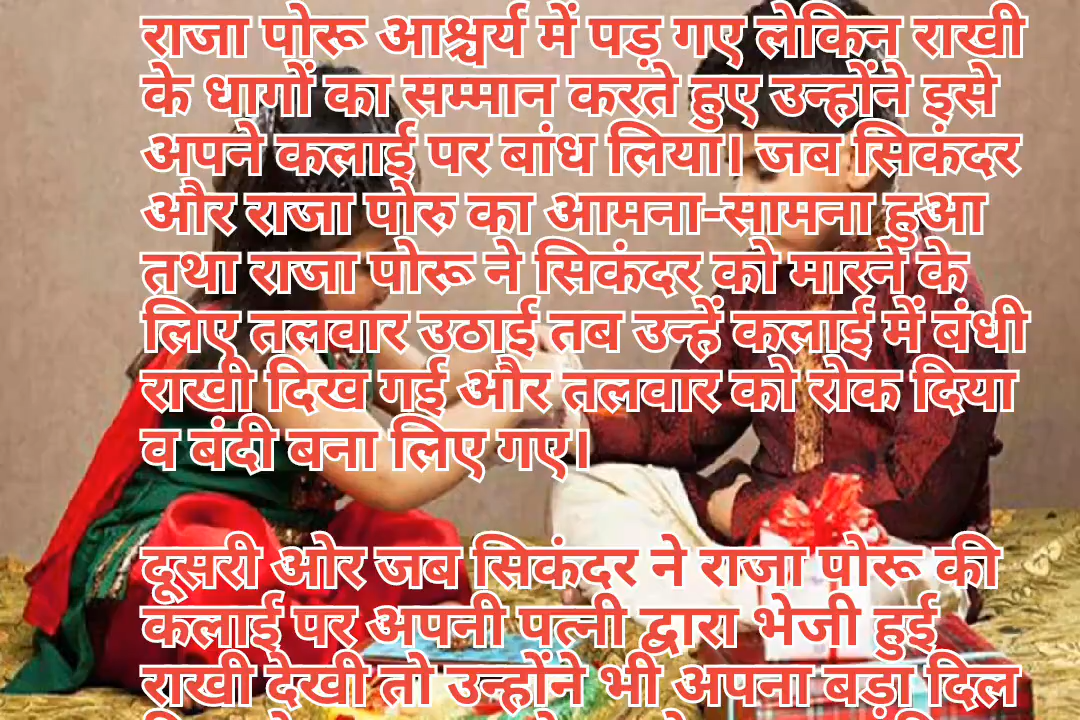 राजा पोरू आश्चर्य में पड़ गए लेकिन राखी
के धागों का सम्मान करते हुए उन्होंने इसे
अपने कलाई पर बांध लिया। जब सिकंदर
और राजा पोरु का आमना-सामना हुआ
तथा राजा पोरू ने सिकंदर को मारने के
लिए तलवार उठाई तब उन्हें कलाई में बंधी
राखी दिख गई और तलवार को रोक दिया
व बंदी बना लिए गए।
दूसरी ओर जब सिकंदर ने राजा पोरू की
कलाई पर अपनी पत्नी द्वारा भेजी हुई
राखी देखी तो उन्होंने भी अपना बड़ा दिल